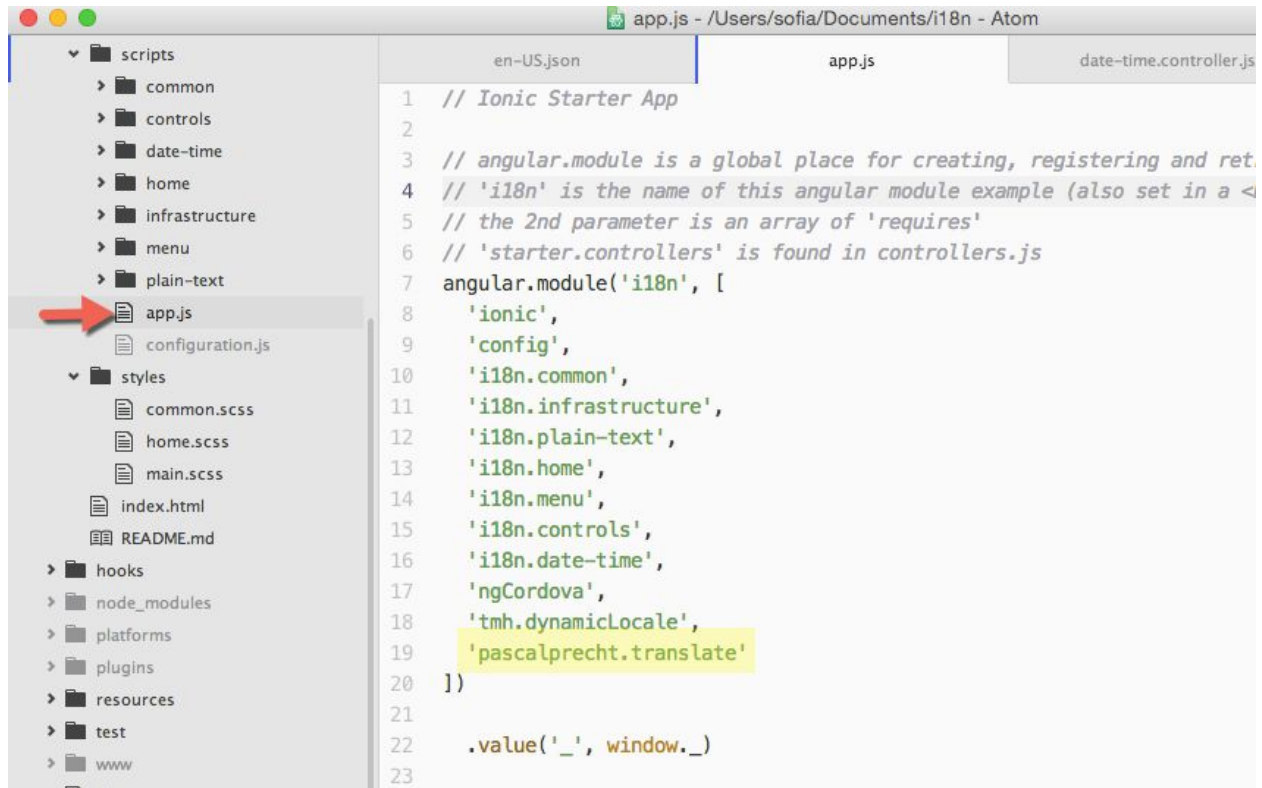 app.js - /Users/sofia/Documents/i18n - Atom
scripts
common
controls
date-time
home
infrastructure
menu
plain-text
app.js
configuration.js
styles
common.scss
home.scss
main.scss
index.html
README.md
hooks
node_modules
platforms
plugins
resources
test
www
en-US.json
app.js
date-time.controller.js
1 // Ionic Starter App
2
3 // angular.module is a global place for creating, registering and ret
4 // 'i18n' is the name of this angular module example (also set in a <
5 // the 2nd parameter is an array of 'requires'
6 // 'starter.controllers' is found in controllers.js
7 angular.module('i18n', [
8 'ionic',
9 'config',
10 'i18n.common',
11 'i18n.infrastructure',
12 'i18n.plain-text',
13 'i18n.home',
14 'i18n.menu',
15 'i18n.controls',
16 'i18n.date-time',
17 'ngCordova',
18 'tmh.dynamicLocale',
19 'pascalprecht.translate'
20 ])
21
22 .value('_', window._)
23